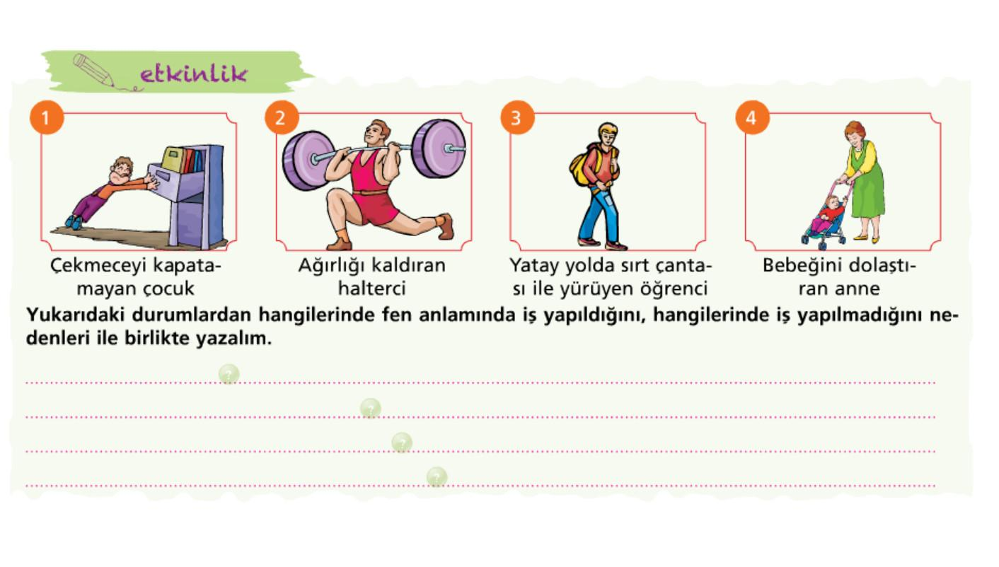 etkinlik
1
2
3
4
Çekmeceyi kapata-
mayan çocuk
Ağırlığı kaldıran
halterci
Yatay yolda sırt çanta-
sı ile yürüyen öğrenci
Bebeğini dolaştı-
ran anne
Yukarıdaki durumlardan hangilerinde fen anlamında iş yapıldığını, hangilerinde iş yapılmadığını ne-
denleri ile birlikte yazalım.
?
?
?
?